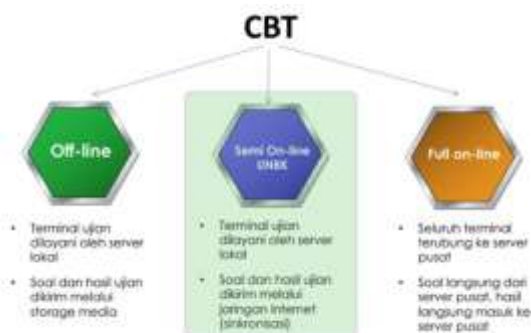 CBT
Off-line
Semi On-line
UNBK
Full on-line
• Terminal ujian
dilayani oleh server
lokal
• Soal dan hasil ujian
dikirim melalui
storage media
• Terminal ujian
dilayani oleh server
lokal
• Soal dan hasil ujian
dikirim melalui
jaringan internet
(sinkronisasi)
• Seluruh terminal
terubung ke server
pusat
• Soal langsung dari
server pusat, hasil
langsung masuk ke
server pusat